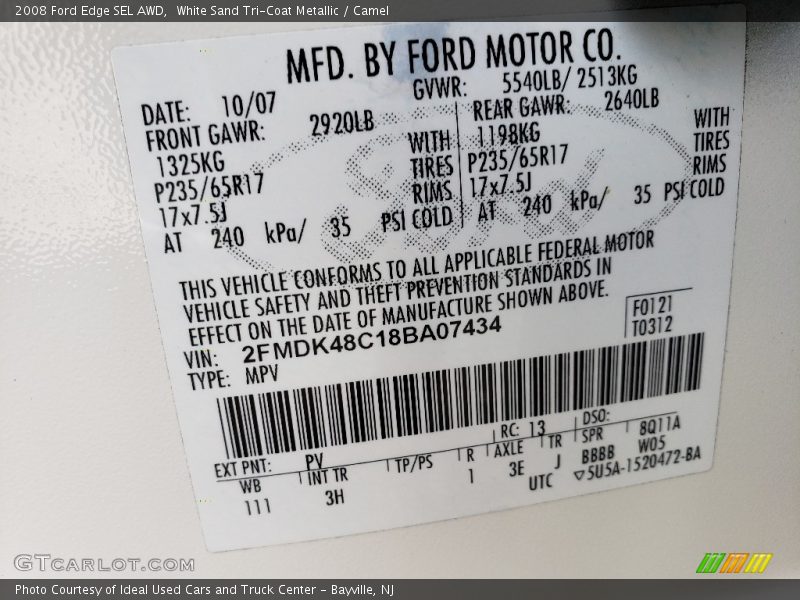 2008 Ford Edge SEL AWD,  White Sand Tri-Coat Metallic / Camel
MFD. BY FORD MOTOR CO.
DATE: 10/07 GVWR: 5540LB/ 2513KG
FRONT GAWR: 2920LB REAR GAWR: 2640LB
1325KG WITH 1198KG WITH
P235/65R17 TIRES P235/65R17 TIRES
17x7.5J RIMS 17x7.5J RIMS
AT 240 kPa/ 35 PSI COLD AT 240 kPa/ 35 PSI COLD
THIS VEHICLE CONFORMS TO ALL APPLICABLE FEDERAL MOTOR
VEHICLE SAFETY AND THEFT PREVENTION STANDARDS IN
EFFECT ON THE DATE OF MANUFACTURE SHOWN ABOVE.
F0121
VIN: 2FMDK48C18BA07434 T0312
TYPE: MPV
EXT PNT: PV RC: 13 DSO:
WB INT TR TP/PS R AXLE TR SPR 8Q11A
111 3H 1 3E J BBBB W05
UTC ▽5U5A-1520472-BA
GTCARLOT.COM
Photo Courtesy of Ideal Used Cars and Truck Center - Bayville, NJ